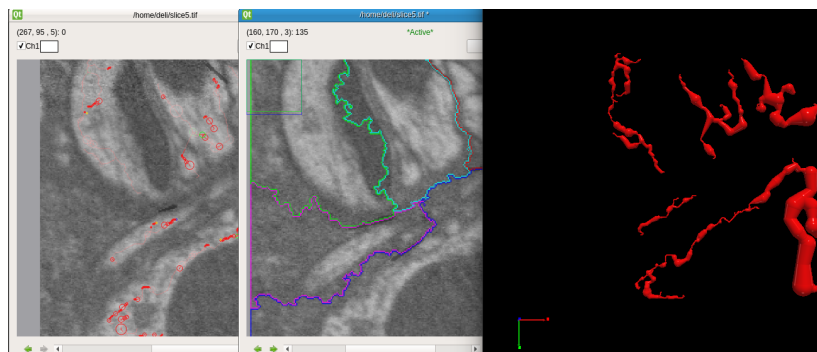 Qt /home/deli/slice5.tif
(267, 95 , 5): 0
✓ Ch1
Qt /home/deli/slice5.tif *
(160, 170 , 3): 135 *Active*
✓ Ch1